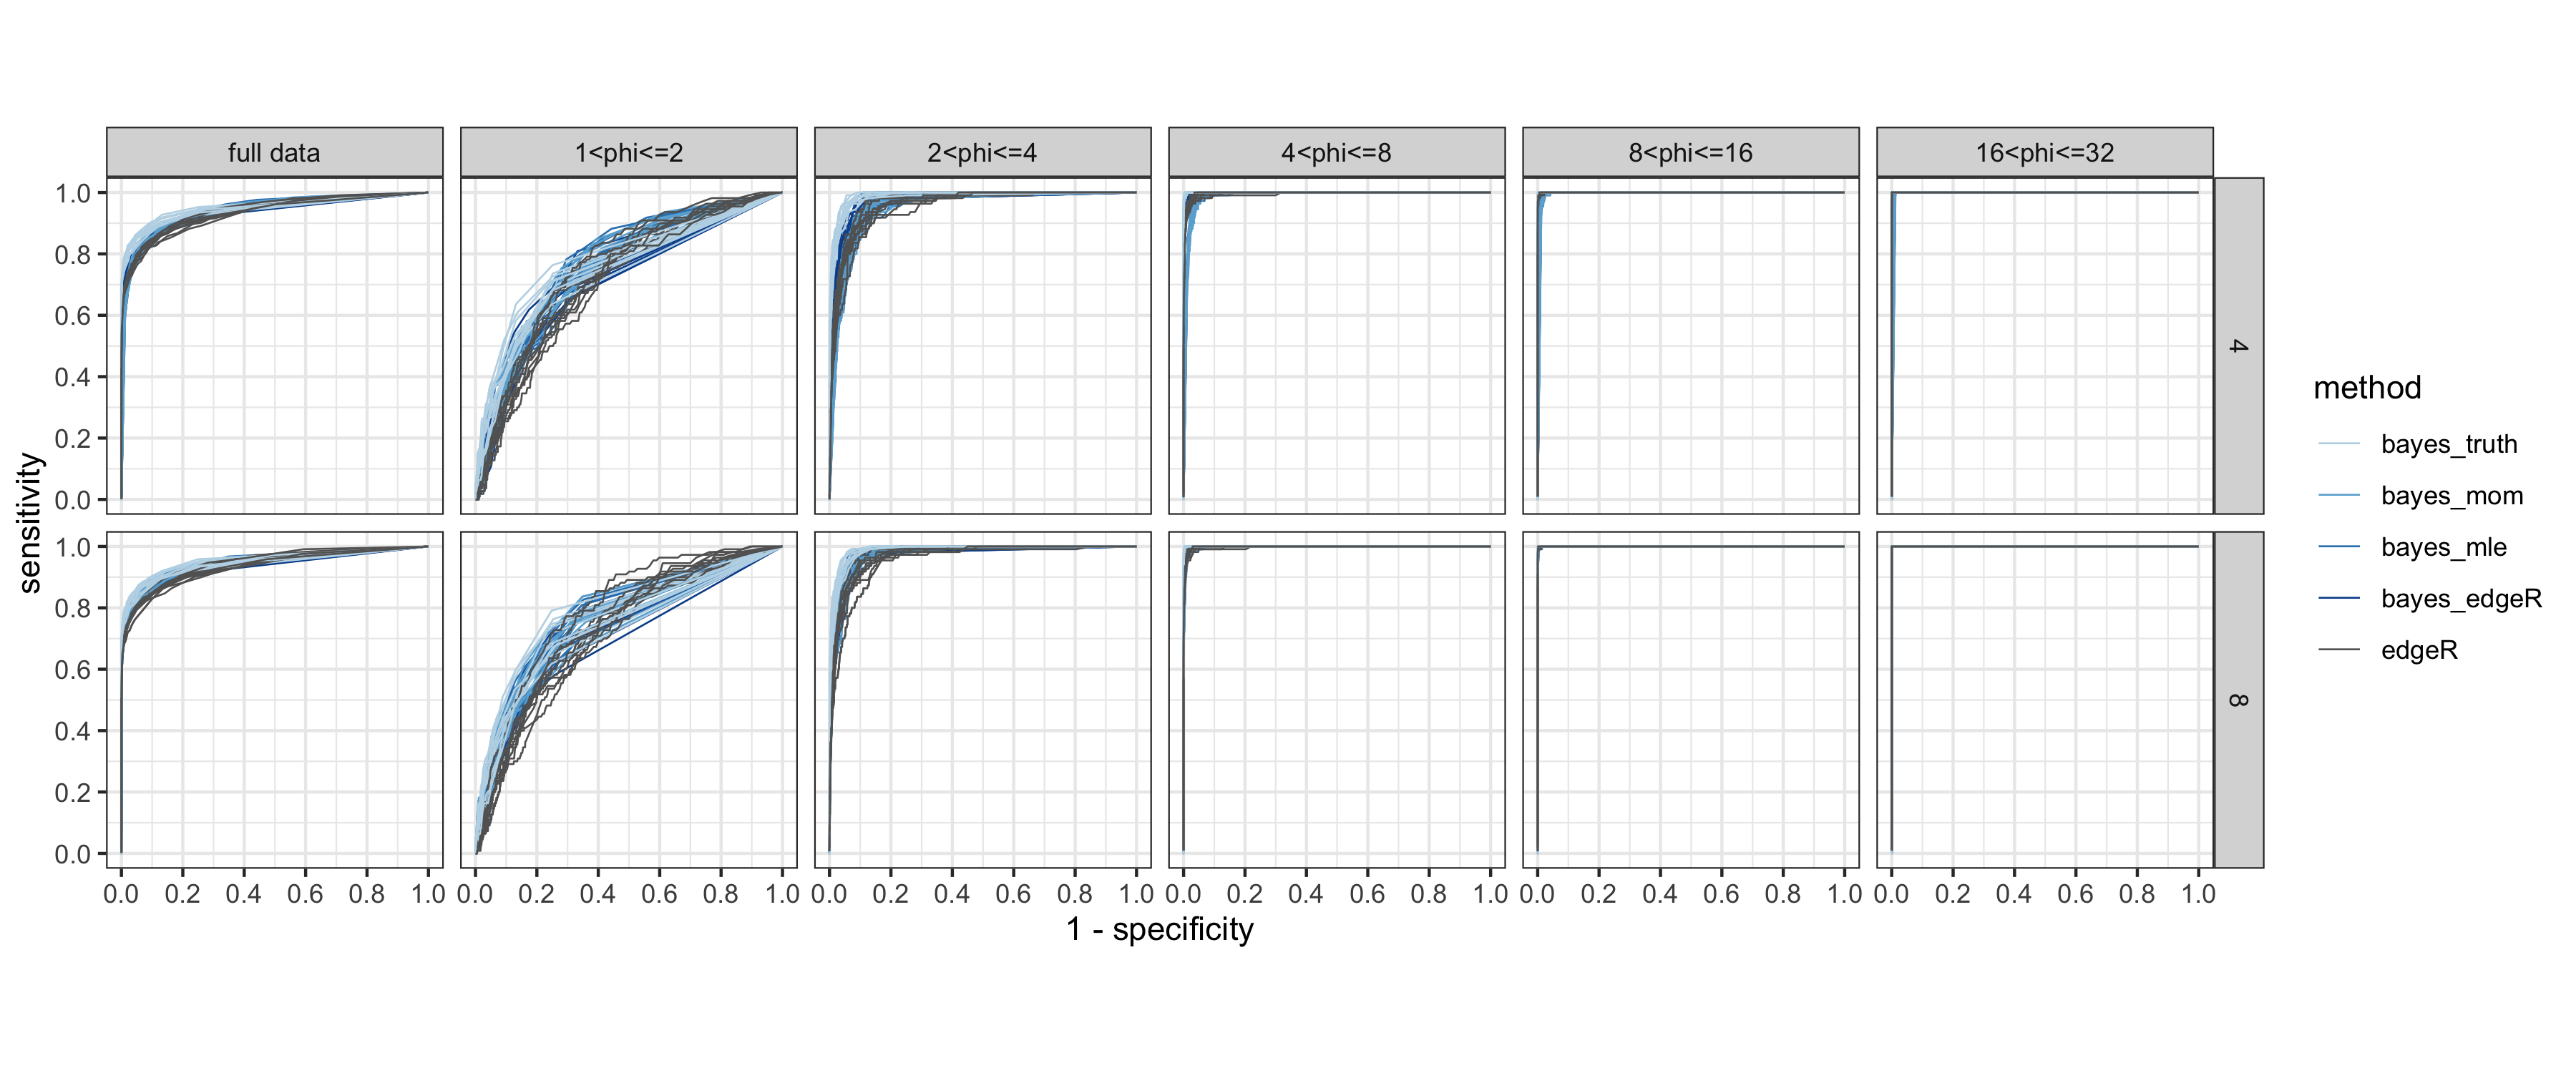 full data
1<phi<=2
2<phi<=4
4<phi<=8
8<phi<=16
16<phi<=32
1.0
0.8
0.6
0.4
0.2
0.0
4
1.0
0.8
0.6
0.4
0.2
0.0
8
0.0 0.2 0.4 0.6 0.8 1.0
0.0 0.2 0.4 0.6 0.8 1.0
0.0 0.2 0.4 0.6 0.8 1.0
0.0 0.2 0.4 0.6 0.8 1.0
0.0 0.2 0.4 0.6 0.8 1.0
0.0 0.2 0.4 0.6 0.8 1.0
sensitivity
1 - specificity
method
bayes_truth
bayes_mom
bayes_mle
bayes_edgeR
edgeR